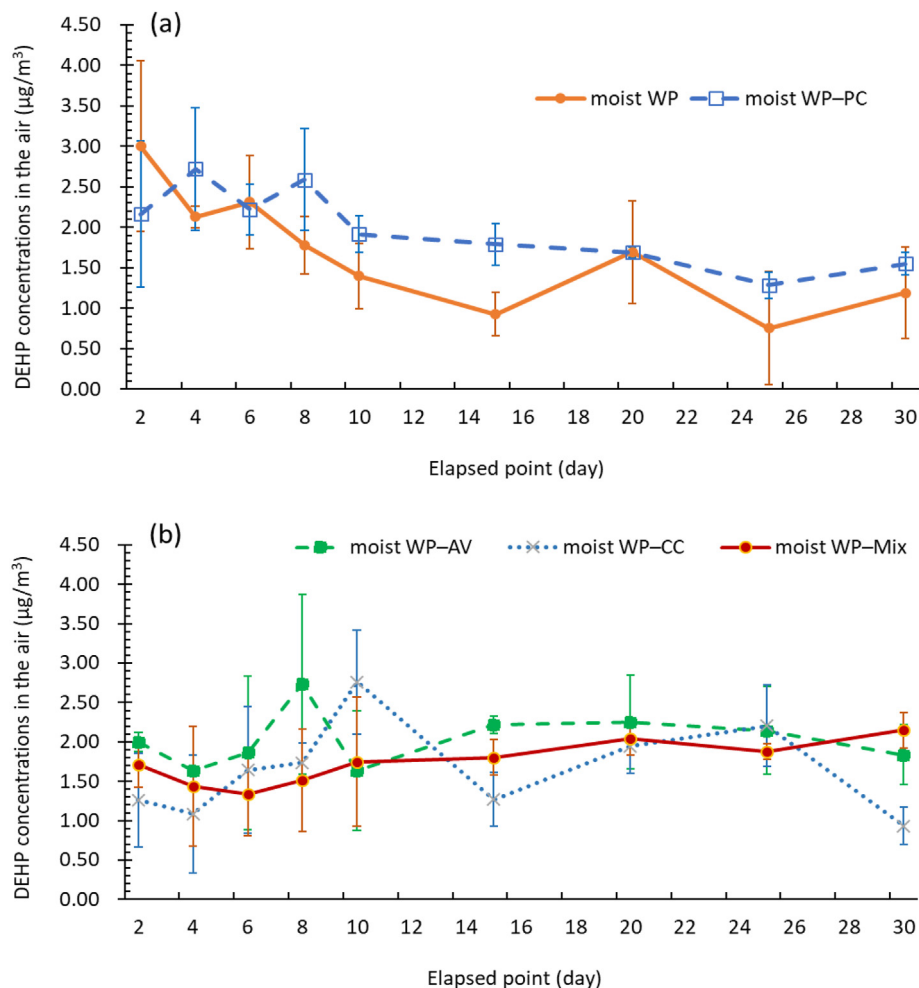 (a)
4.50
4.00
3.50
3.00
2.50
2.00
1.50
1.00
0.50
0.00
DEHP concentrations in the air (µg/m³)
moist WP
moist WP–PC
2 4 6 8 10 12 14 16 18 20 22 24 26 28 30
Elapsed point (day)
(b)
4.50
4.00
3.50
3.00
2.50
2.00
1.50
1.00
0.50
0.00
DEHP concentrations in the air (µg/m³)
moist WP–AV
moist WP–CC
moist WP–Mix
2 4 6 8 10 12 14 16 18 20 22 24 26 28 30
Elapsed point (day)